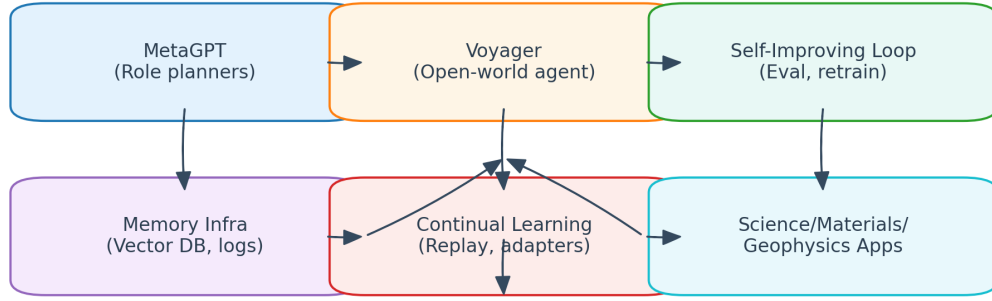 MetaGPT
(Role planners)
Voyager
(Open-world agent)
Self-Improving Loop
(Eval, retrain)
Memory Infra
(Vector DB, logs)
Continual Learning
(Replay, adapters)
Science/Materials/
Geophysics Apps